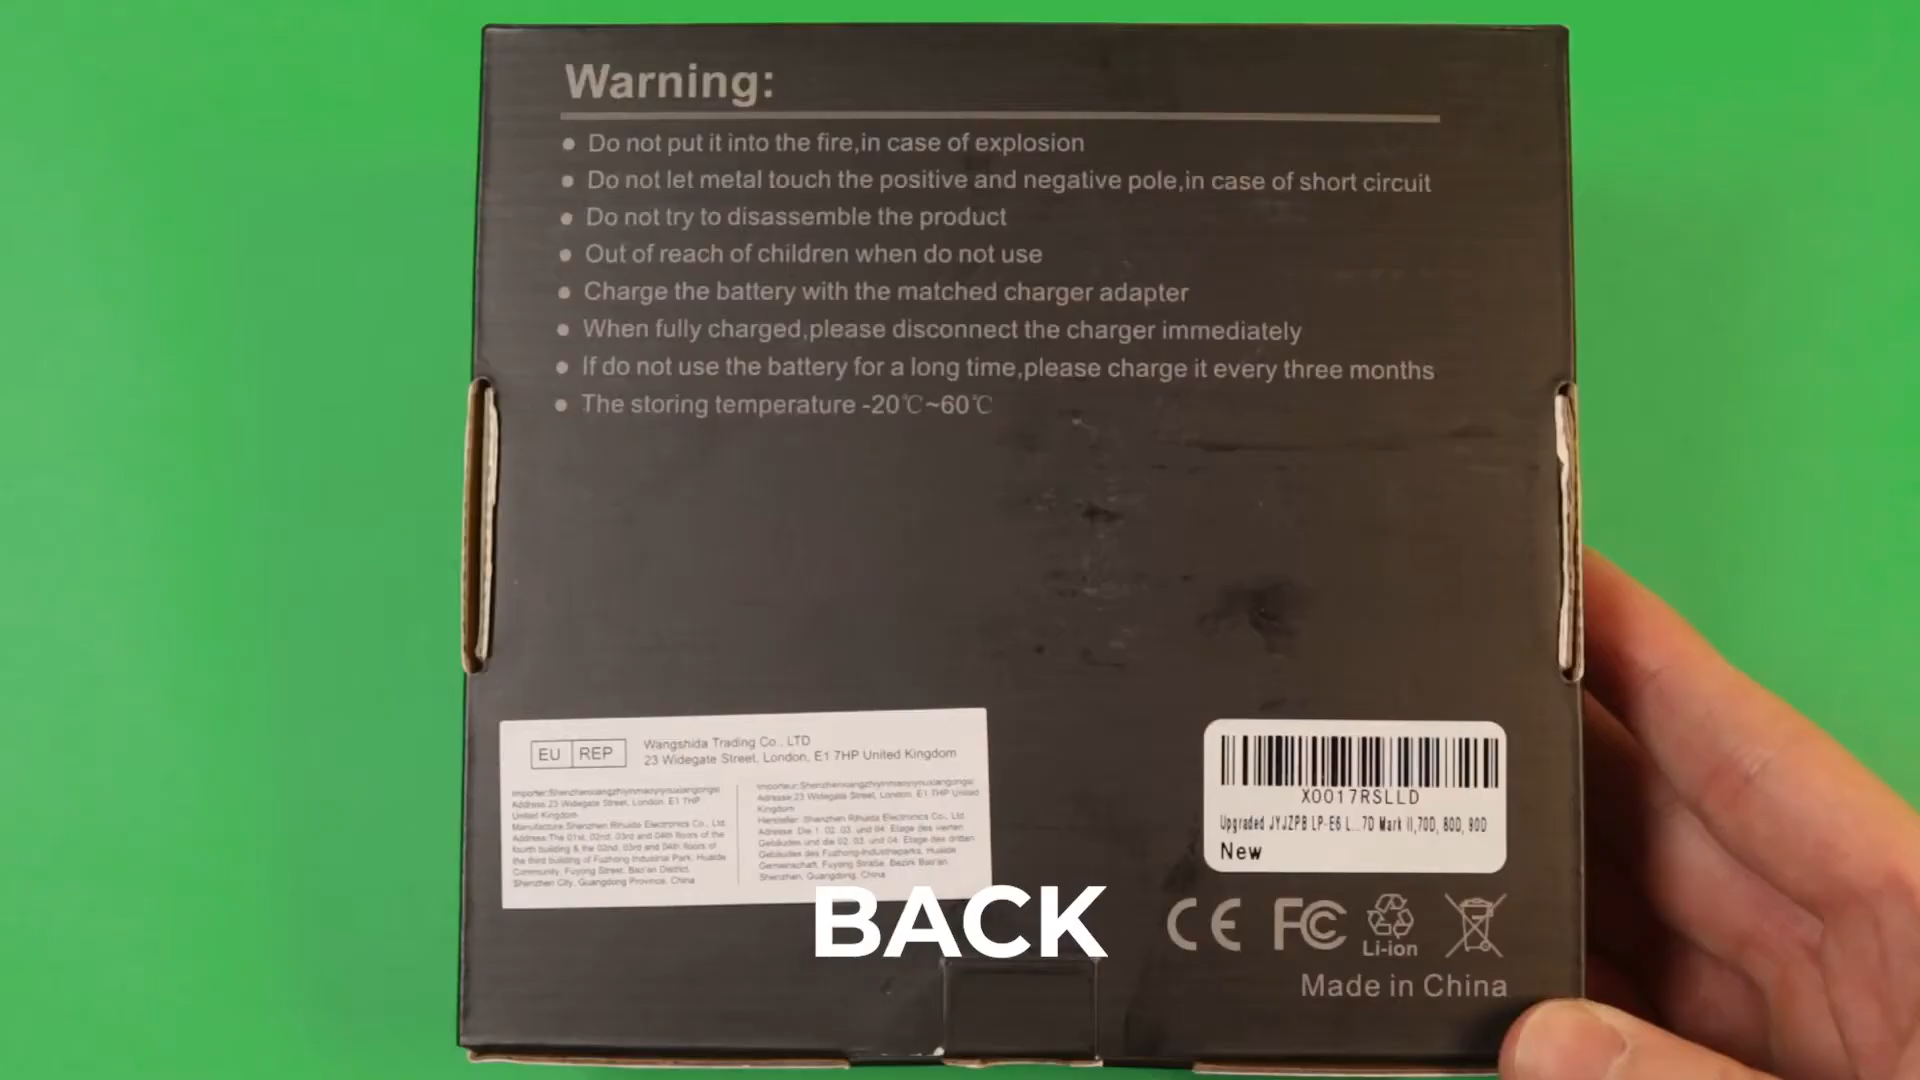 Warning:
● Do not put it into the fire,in case of explosion
● Do not let metal touch the positive and negative pole,in case of short circuit
● Do not try to disassemble the product
● Out of reach of children when do not use
● Charge the battery with the matched charger adapter
● When fully charged,please disconnect the charger immediately
● If do not use the battery for a long time,please charge it every three months
● The storing temperature -20℃~60℃
EU REP
Wangshida Trading Co., LTD
23 Widegate Street, London, E1 7HP United Kingdom
Address:23 Widegate Street, London, E1 7HP
United Kingdom
Manufacture:Shenzhen Rihuida Electronics Co., Ltd.
Address:The 01st, 02nd, 03rd and 04th floors of the
fourth building & the 02nd, 03rd and 04th floors of
the third building of Fuzhong Industrial Park, Huaide
Community, Fuyong Street, Bao'an District,
Shenzhen City, Guangdong Province, China
Adresse:23 Widegate Street, London, E1 7HP United
Kingdom
Hersteller: Shenzhen Rihuida Electronics Co., Ltd.
Adresse: Die 1. 02. 03. und 04. Etage des vierten
Gebäudes und die 02. 03. und 04. Etage des dritten
Gebäudes des Fuzhong-Industrieparks, Huaide
Gemeinschaft, Fuyong Straße, Bezirk Bao'an
Shenzhen, Guangdong, China
X0017RSLLD
Upgraded JYJZPB LP-E6 L...7D Mark II,70D, 80D, 90D
New
BACK
CE FC
Li-ion
Made in China